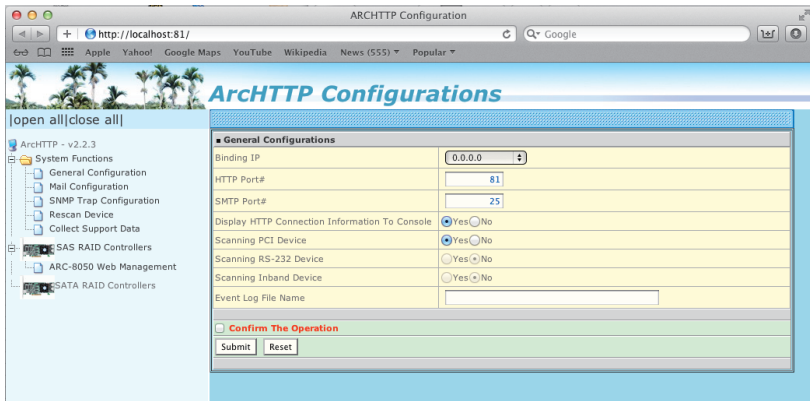 ARCHTTP Configuration
http://localhost:81/
Google
Apple Yahoo! Google Maps YouTube Wikipedia News (555) Popular
ArcHTTP Configurations
|open all|close all|
ArcHTTP - v2.2.3
System Functions
General Configuration
Mail Configuration
SNMP Trap Configuration
Rescan Device
Collect Support Data
SAS RAID Controllers
ARC-8050 Web Management
SATA RAID Controllers
General Configurations
Binding IP 0.0.0.0
HTTP Port# 81
SMTP Port# 25
Display HTTP Connection Information To Console Yes No
Scanning PCI Device Yes No
Scanning RS-232 Device Yes No
Scanning Inband Device Yes No
Event Log File Name
Confirm The Operation
Submit Reset